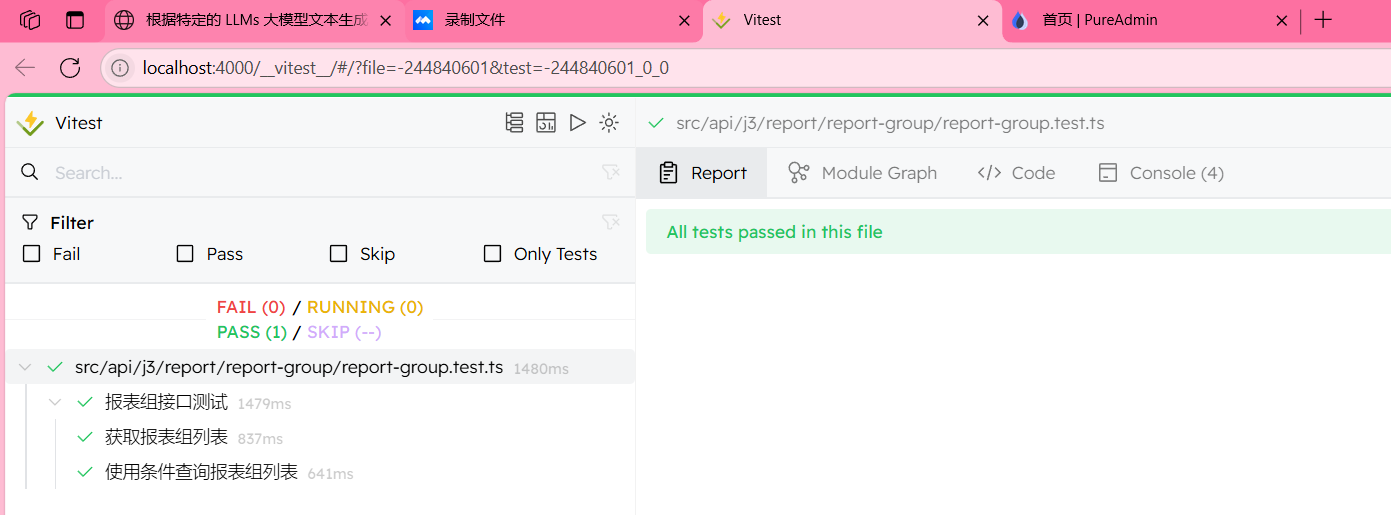 根据特定的 LLMs 大模型文本生成
录制文件
Vitest
首页 | PureAdmin
localhost:4000/__vitest__/#/?file=-244840601&test=-244840601_0_0
Vitest
src/api/j3/report/report-group/report-group.test.ts
Search...
Report
Module Graph
Code
Console (4)
Filter
Fail
Pass
Skip
Only Tests
All tests passed in this file
FAIL (0) / RUNNING (0)
PASS (1) / SKIP (--)
src/api/j3/report/report-group/report-group.test.ts 1480ms
报表组接口测试 1479ms
获取报表组列表 837ms
使用条件查询报表组列表 641ms